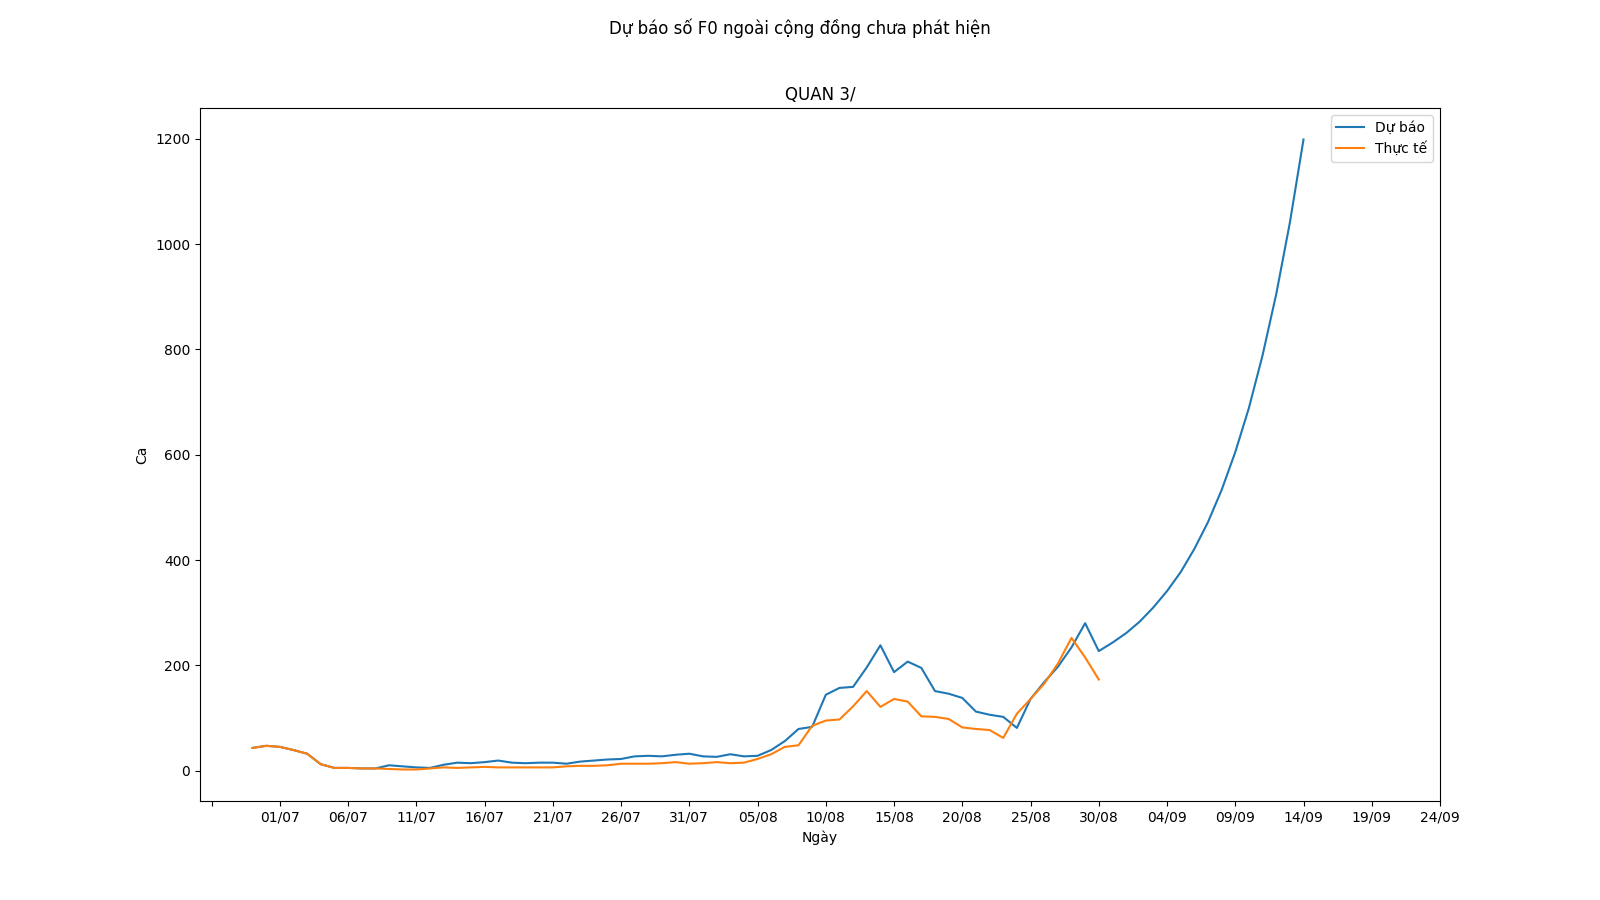 Dự báo số F0 ngoài cộng đồng chưa phát hiện
QUAN 3/
Dự báo
Thực tế
1200
1000
800
600
400
200
0
Ca
01/07 06/07 11/07 16/07 21/07 26/07 31/07 05/08 10/08 15/08 20/08 25/08 30/08 04/09 09/09 14/09 19/09 24/09
Ngày